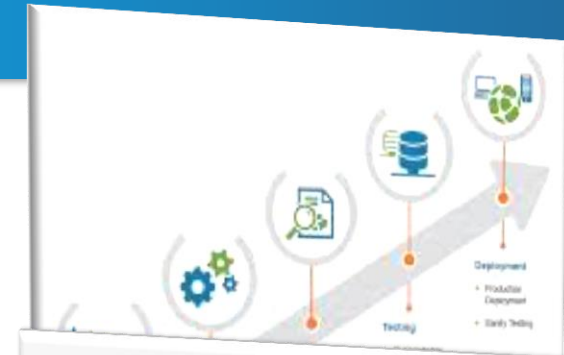 Deployment
• Production
Deployment
• Sanity Testing
Testing